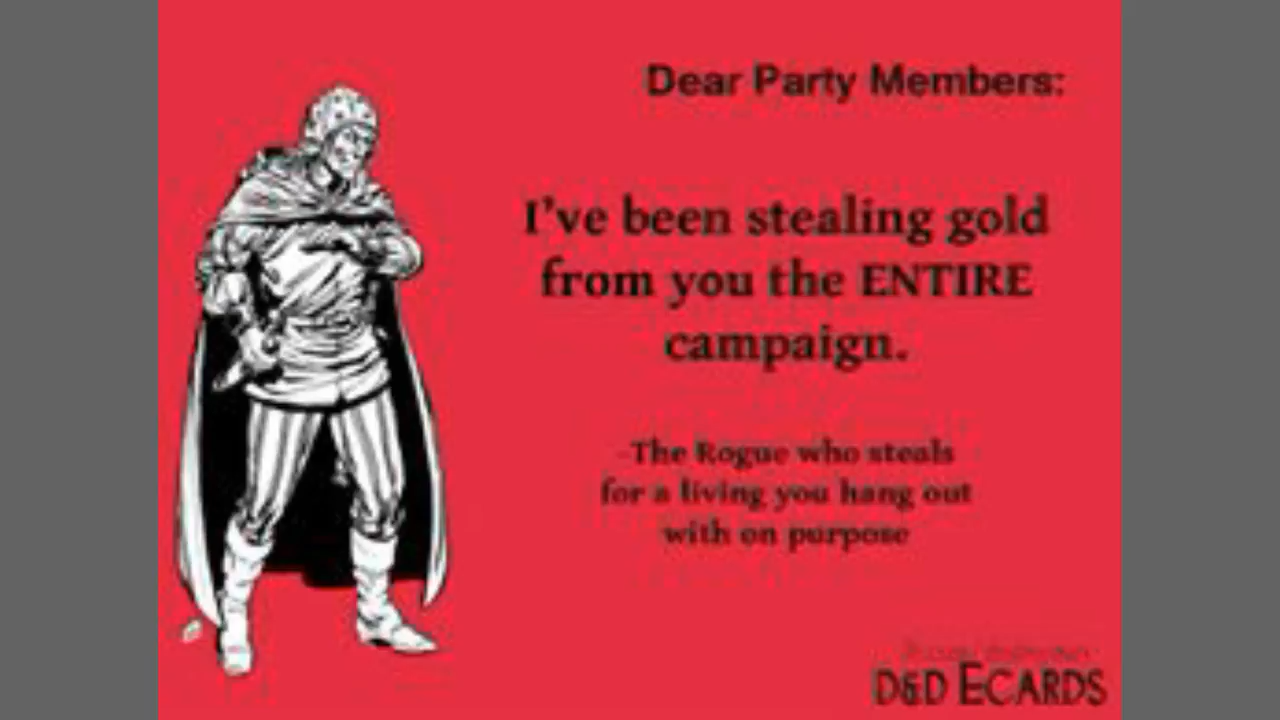 Dear Party Members:
I've been stealing gold
from you the ENTIRE
campaign.
-The Rogue who steals
for a living you hang out
with on purpose
D&D ECARDS